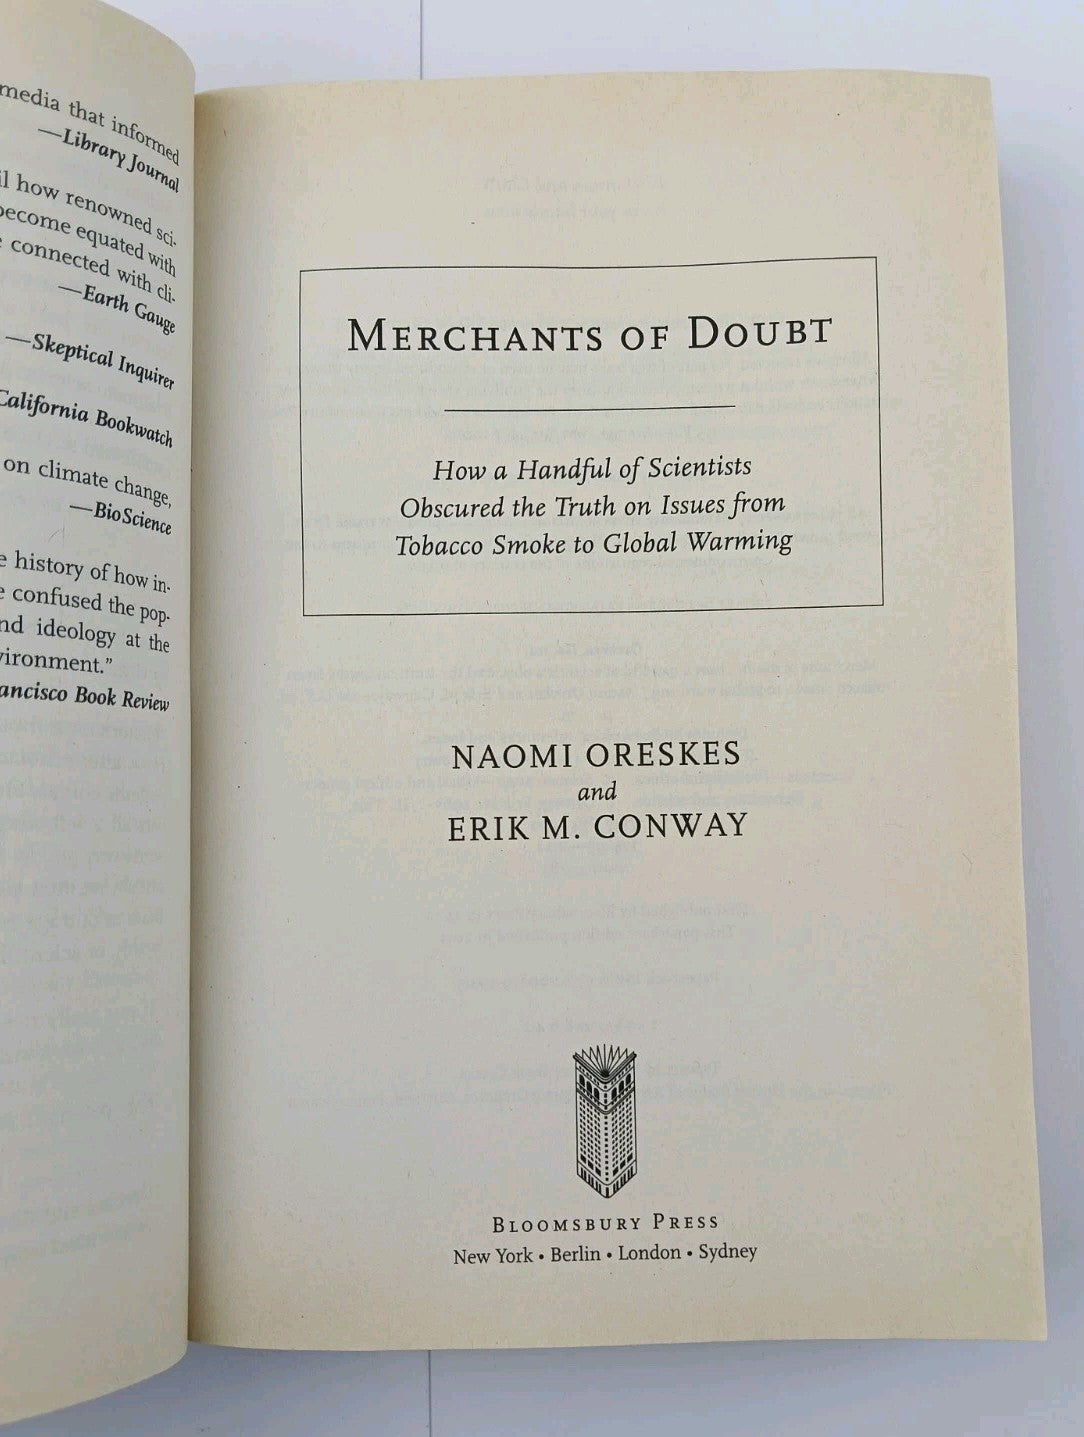 media that informed
—Library Journal
how renowned sci-
become equated with
connected with cli-
—Earth Gauge
—Skeptical Inquirer
California Bookwatch
on climate change,
—BioScience
history of how in-
confused the pop-
ideology at the
Book Review
MERCHANTS OF DOUBT
How a Handful of Scientists
Obscured the Truth on Issues from
Tobacco Smoke to Global Warming
NAOMI ORESKES
and
ERIK M. CONWAY
BLOOMSBURY PRESS
New York • Berlin • London • Sydney